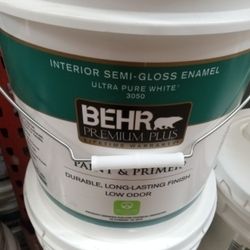 INTERIOR SEMI-GLOSS ENAMEL
ULTRA PURE WHITE®
3050
BEHR
PREMIUM PLUS®
LIFETIME WARRANTY
PAINT & PRIMER
DURABLE, LONG-LASTING FINISH
LOW ODOR